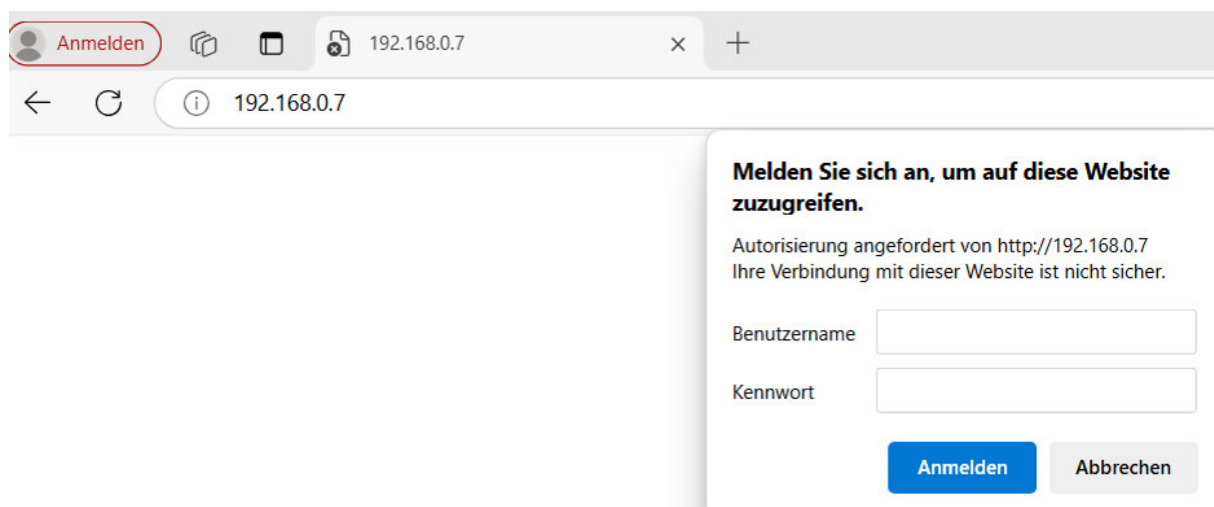 Anmelden
192.168.0.7
192.168.0.7
Melden Sie sich an, um auf diese Website
zuzugreifen.
Autorisierung angefordert von http://192.168.0.7
Ihre Verbindung mit dieser Website ist nicht sicher.
Benutzername
Kennwort
Anmelden Abbrechen